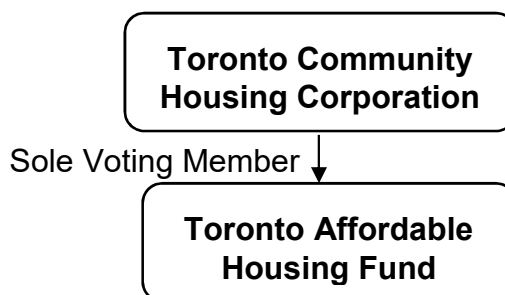 Toronto Community
Housing Corporation
Sole Voting Member
Toronto Affordable
Housing Fund